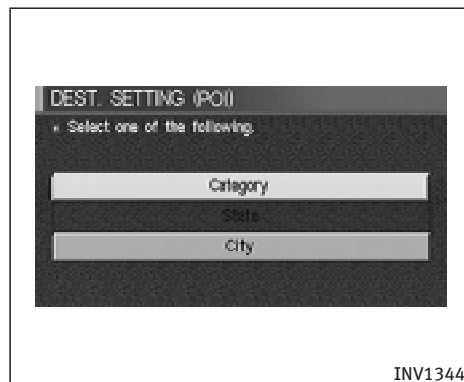 DEST. SETTING (POI)
Select one of the following.
Category
State
City
INV1344